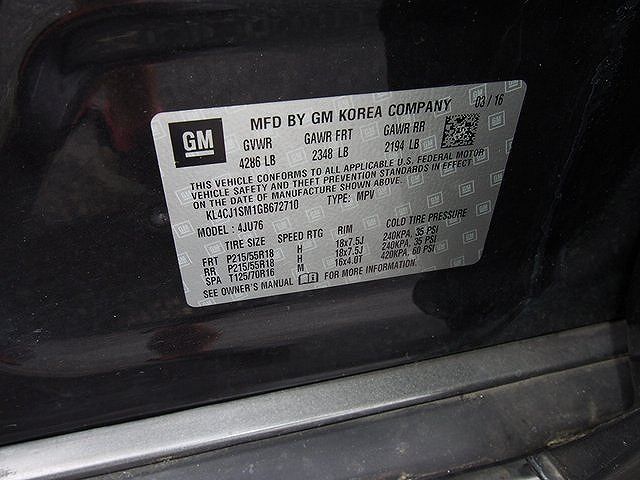 GM
MFD BY GM KOREA COMPANY 03/16
GVWR GAWR FRT GAWR RR
4286 LB 2348 LB 2194 LB
THIS VEHICLE CONFORMS TO ALL APPLICABLE U.S. FEDERAL MOTOR
VEHICLE SAFETY AND THEFT PREVENTION STANDARDS IN EFFECT
ON THE DATE OF MANUFACTURE SHOWN ABOVE.
KL4CJ1SM1GB672710 TYPE: MPV
MODEL: 4JU76
TIRE SIZE SPEED RTG RIM COLD TIRE PRESSURE
FRT P215/55R18 H 18x7.5J 240KPA, 35 PSI
RR P215/55R18 H 18x7.5J 240KPA, 35 PSI
SPA T125/70R16 M 16x4.0T 420KPA, 60 PSI
SEE OWNER'S MANUAL FOR MORE INFORMATION.